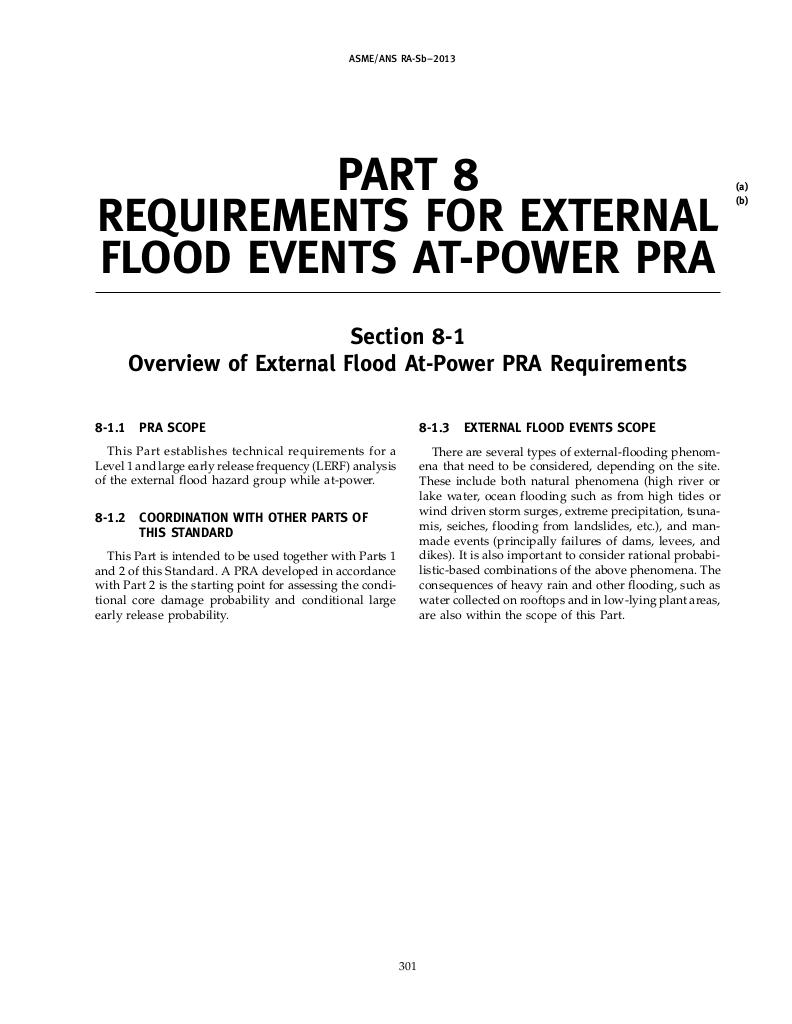 ASME/ANS RA-Sb–2013
PART 8
REQUIREMENTS FOR EXTERNAL
FLOOD EVENTS AT-POWER PRA
(a)
(b)
Section 8-1
Overview of External Flood At-Power PRA Requirements
8-1.1 PRA SCOPE
This Part establishes technical requirements for a
Level 1 and large early release frequency (LERF) analysis
of the external flood hazard group while at-power.
8-1.2 COORDINATION WITH OTHER PARTS OF
THIS STANDARD
This Part is intended to be used together with Parts 1
and 2 of this Standard. A PRA developed in accordance
with Part 2 is the starting point for assessing the condi-
tional core damage probability and conditional large
early release probability.
8-1.3 EXTERNAL FLOOD EVENTS SCOPE
There are several types of external-flooding phenom-
ena that need to be considered, depending on the site.
These include both natural phenomena (high river or
lake water, ocean flooding such as from high tides or
wind driven storm surges, extreme precipitation, tsuna-
mis, seiches, flooding from landslides, etc.), and man-
made events (principally failures of dams, levees, and
dikes). It is also important to consider rational probabi-
listic-based combinations of the above phenomena. The
consequences of heavy rain and other flooding, such as
water collected on rooftops and in low-lying plant areas,
are also within the scope of this Part.
301